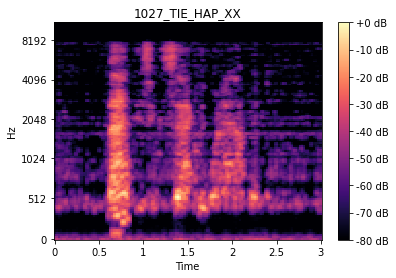 1027_TIE_HAP_XX
8192
4096
2048
1024
512
0
Hz
0
0.5
1
1.5
2
2.5
3
Time
+0 dB
-10 dB
-20 dB
-30 dB
-40 dB
-50 dB
-60 dB
-70 dB
-80 dB